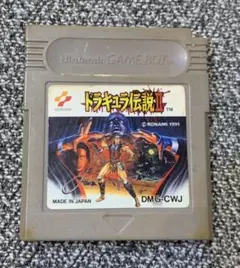 Nintendo GAME BOY
KONAMI
ドラキュラ伝説II
TM
© KONAMI 1991
MADE IN JAPAN
DMG-CWJ